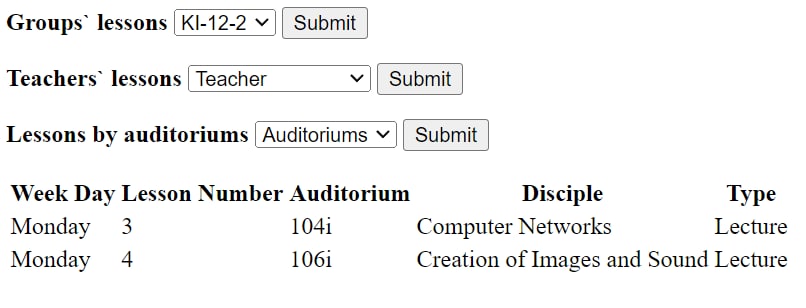 Groups` lessons KI-12-2 Submit
Teachers` lessons Teacher Submit
Lessons by auditoriums Auditoriums Submit
Week Day Lesson Number Auditorium Disciple Type
Monday 3 104i Computer Networks Lecture
Monday 4 106i Creation of Images and Sound Lecture